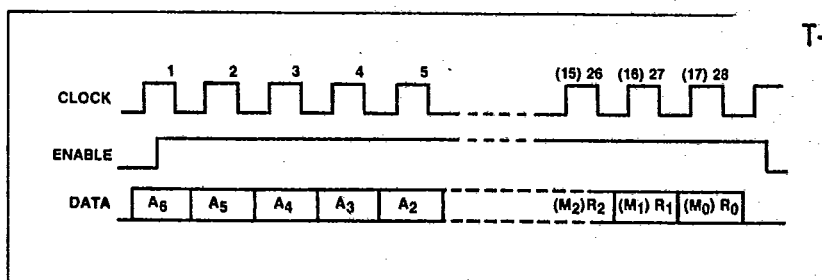 T-
1 2 3 4 5 (15) 26 (16) 27 (17) 28
CLOCK
ENABLE
DATA A6 A5 A4 A3 A2 (M2) R2 (M1) R1 (M0) R0